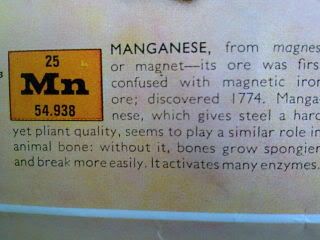 25
Mn
54.938
MANGANESE, from magnes
or magnet—its ore was firs
confused with magnetic iron
ore; discovered 1774. Manga-
nese, which gives steel a hard
yet pliant quality, seems to play a similar role in
animal bone: without it, bones grow spongier
and break more easily. It activates many enzymes.